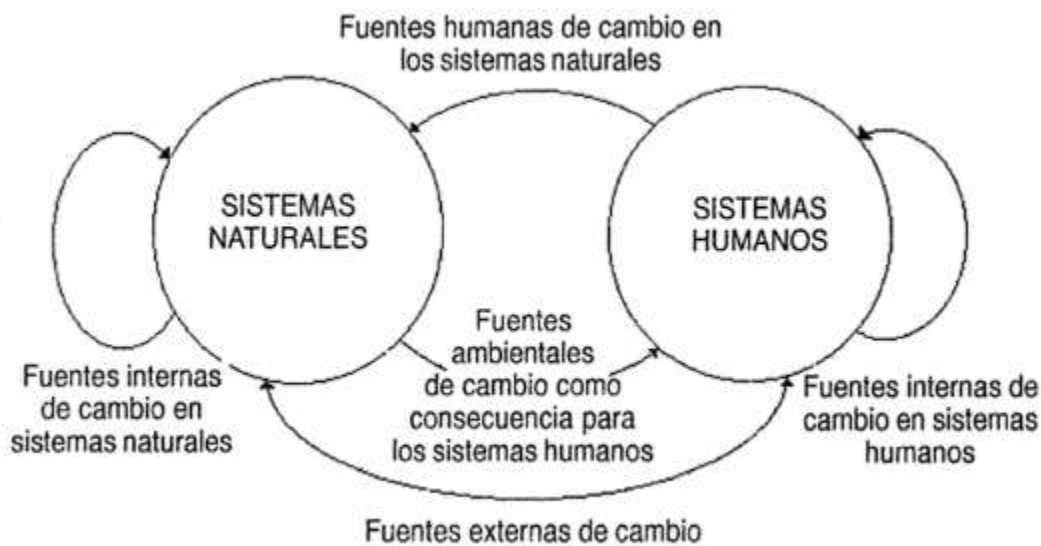 Fuentes humanas de cambio en
los sistemas naturales
SISTEMAS
NATURALES
SISTEMAS
HUMANOS
Fuentes
ambientales
de cambio como
consecuencia para
los sistemas humanos
Fuentes internas
de cambio en
sistemas naturales
Fuentes internas de
cambio en sistemas
humanos
Fuentes externas de cambio